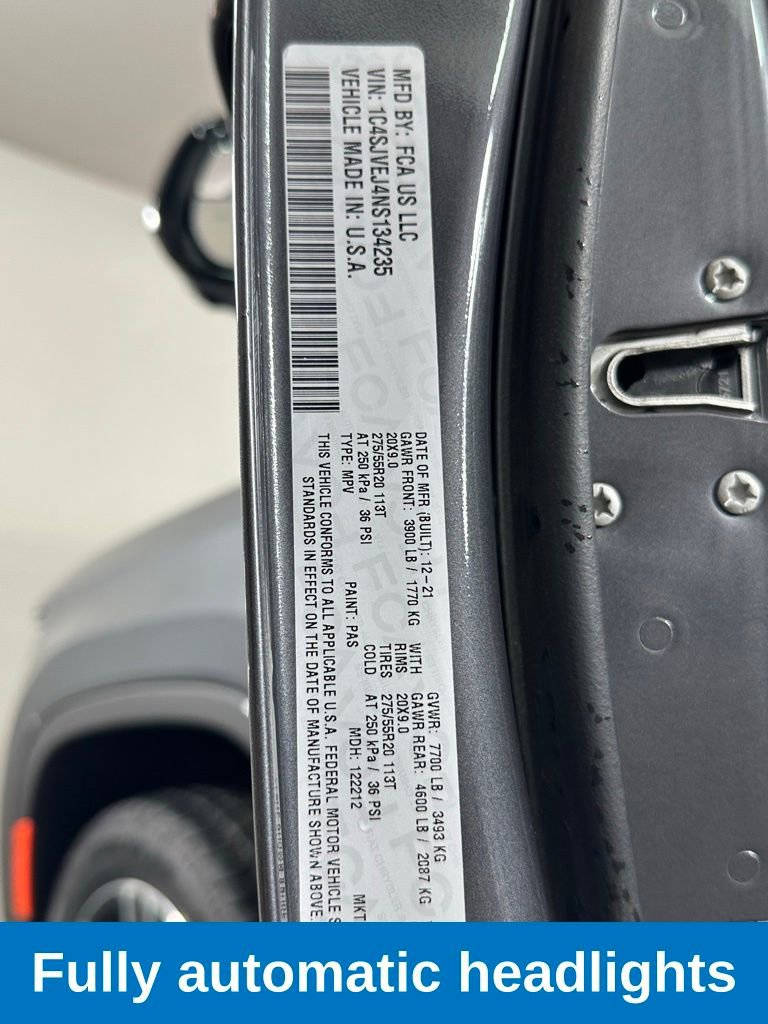 MFD BY: FCA US LLC
VIN: 1C4SJVEJ4NS134235
VEHICLE MADE IN: U.S.A.
DATE OF MFR (BUILT): 12-21
GVWR: 7700 LB / 3493 KG
GAWR FRONT: 3900 LB / 1770 KG WITH GAWR REAR: 4600 LB / 2087 KG
20X9.0 RIMS 20X9.0
275/55R20 113T TIRES 275/55R20 113T
AT 250 kPa / 36 PSI COLD AT 250 kPa / 36 PSI
TYPE: MPV PAINT: PAS MDH: 122212 MKT
THIS VEHICLE CONFORMS TO ALL APPLICABLE U.S.A. FEDERAL MOTOR VEHICLE
STANDARDS IN EFFECT ON THE DATE OF MANUFACTURE SHOWN ABOVE.
Fully automatic headlights